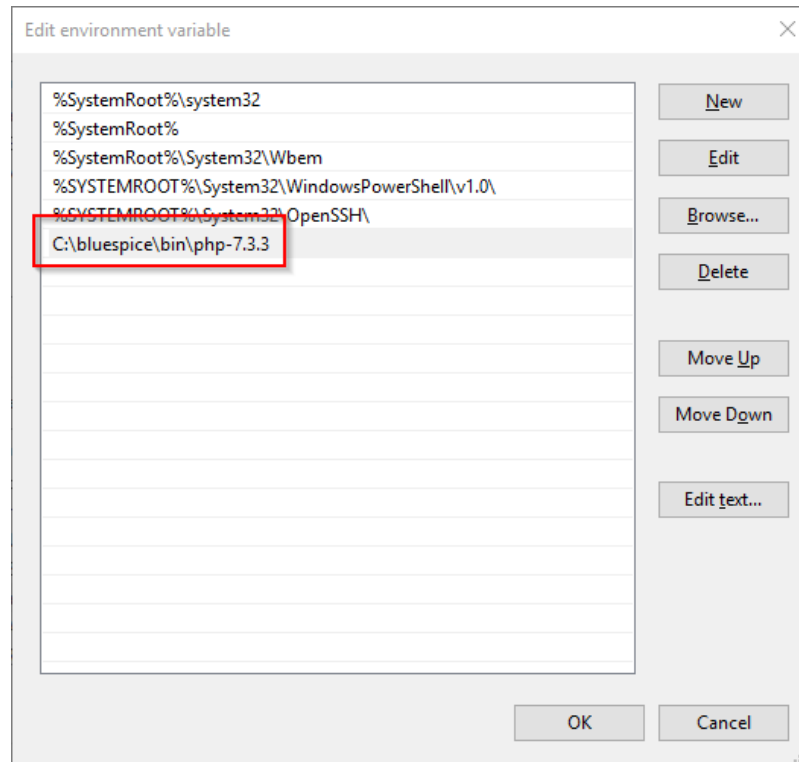 Edit environment variable
%SystemRoot%\system32
%SystemRoot%
%SystemRoot%\System32\Wbem
%SYSTEMROOT%\System32\WindowsPowerShell\v1.0\
%SYSTEMROOT%\System32\OpenSSH\
C:\bluespice\bin\php-7.3.3
New
Edit
Browse...
Delete
Move Up
Move Down
Edit text...
OK
Cancel